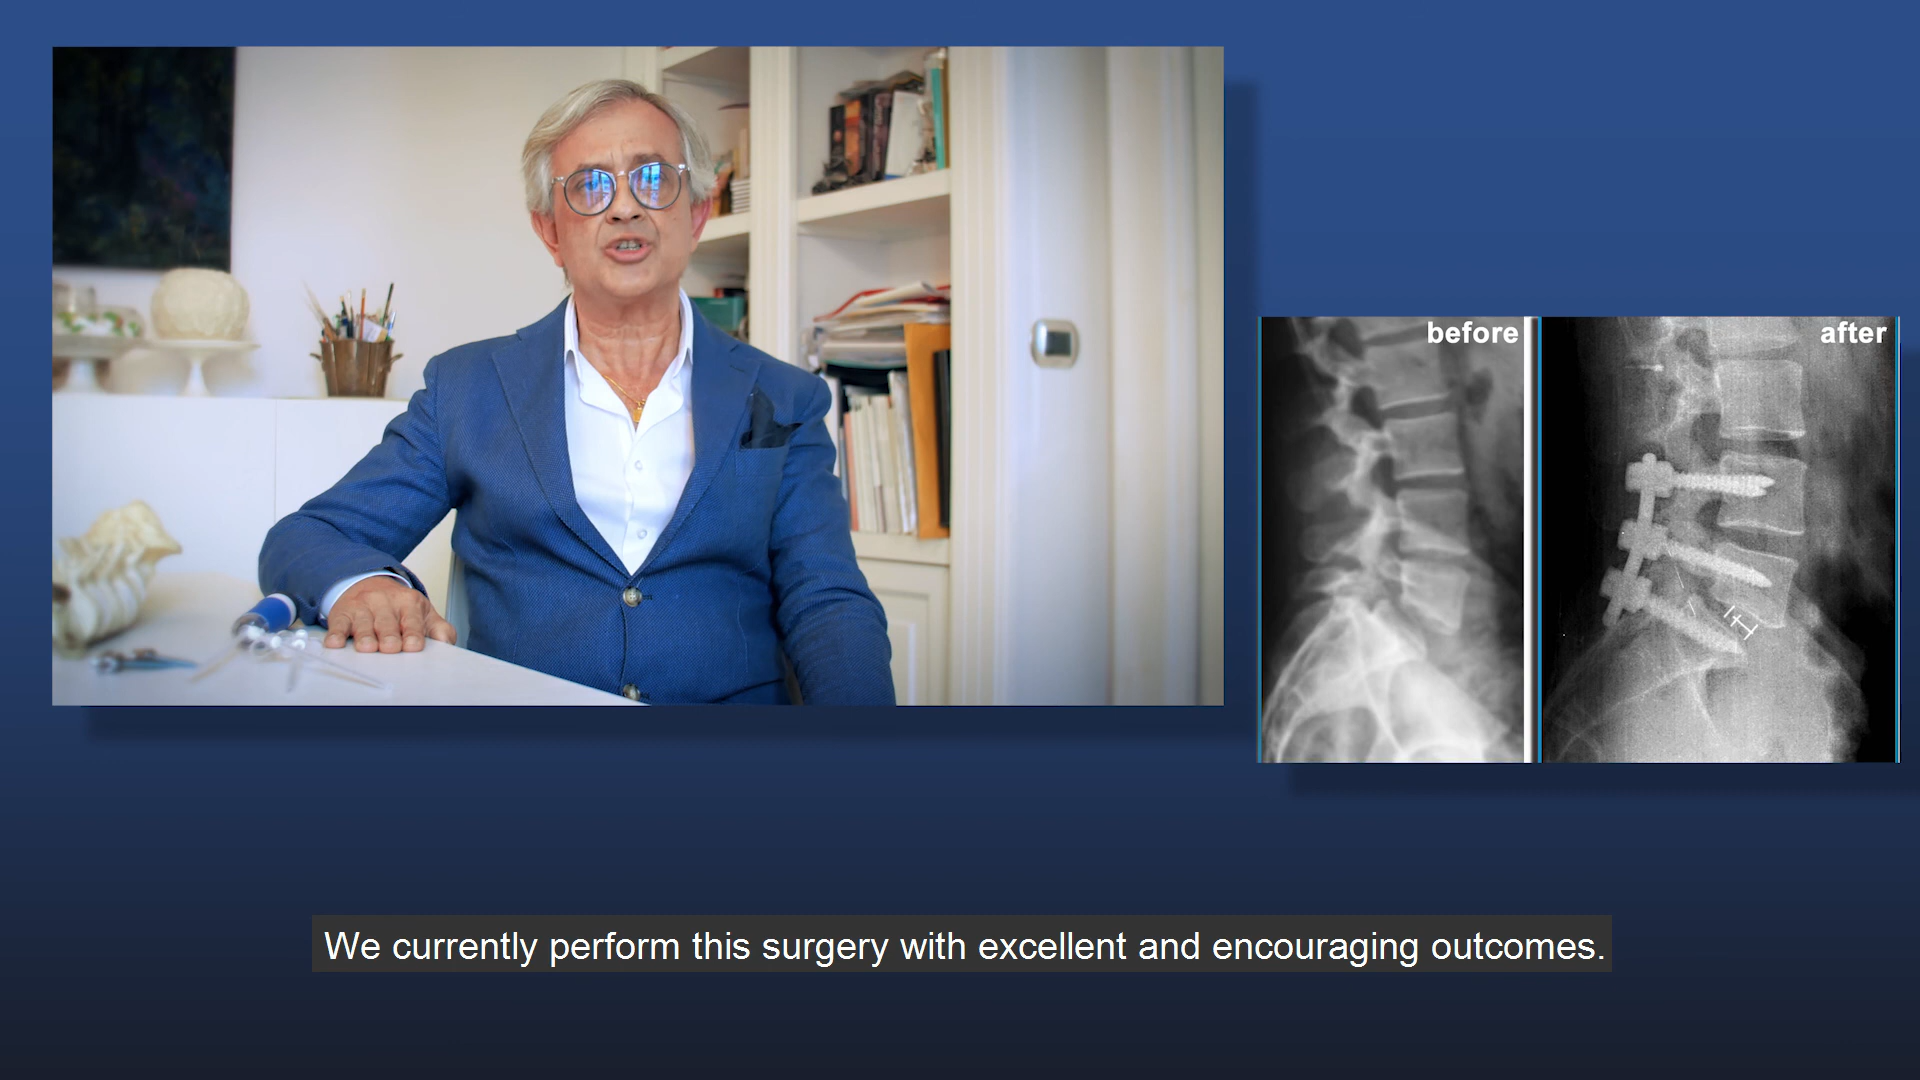 before
after
We currently perform this surgery with excellent and encouraging outcomes.